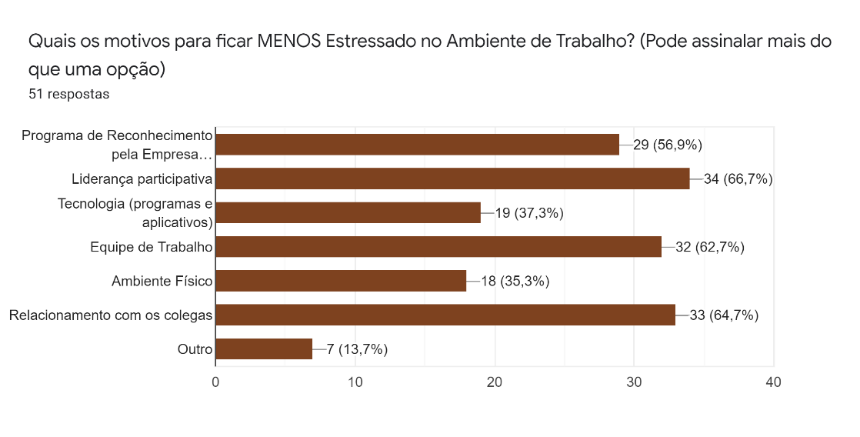 Quais os motivos para ficar MENOS Estressado no Ambiente de Trabalho? (Pode assinalar mais do
que uma opção)
51 respostas
Programa de Reconhecimento
pela Empresa…
29 (56,9%)
Liderança participativa
34 (66,7%)
Tecnologia (programas e
aplicativos)
19 (37,3%)
Equipe de Trabalho
32 (62,7%)
Ambiente Físico
18 (35,3%)
Relacionamento com os colegas
33 (64,7%)
Outro
7 (13,7%)
0 10 20 30 40